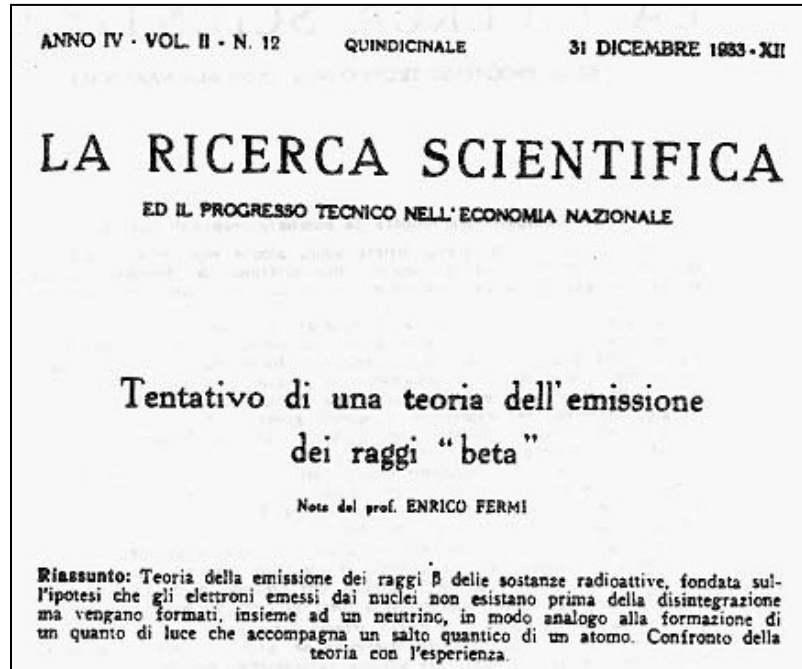 ANNO IV - VOL. II - N. 12 QUINDICINALE 31 DICEMBRE 1933 - XII
LA RICERCA SCIENTIFICA
ED IL PROGRESSO TECNICO NELL'ECONOMIA NAZIONALE
Tentativo di una teoria dell'emissione
dei raggi “beta”
Note del prof. ENRICO FERMI
Riassunto: Teoria della emissione dei raggi β delle sostanze radioattive, fondata sul-
l'ipotesi che gli elettroni emessi dai nuclei non esistano prima della disintegrazione
ma vengano formati, insieme ad un neutrino, in modo analogo alla formazione di
un quanto di luce che accompagna un salto quantico di un atomo. Confronto della
teoria con l'esperienza.